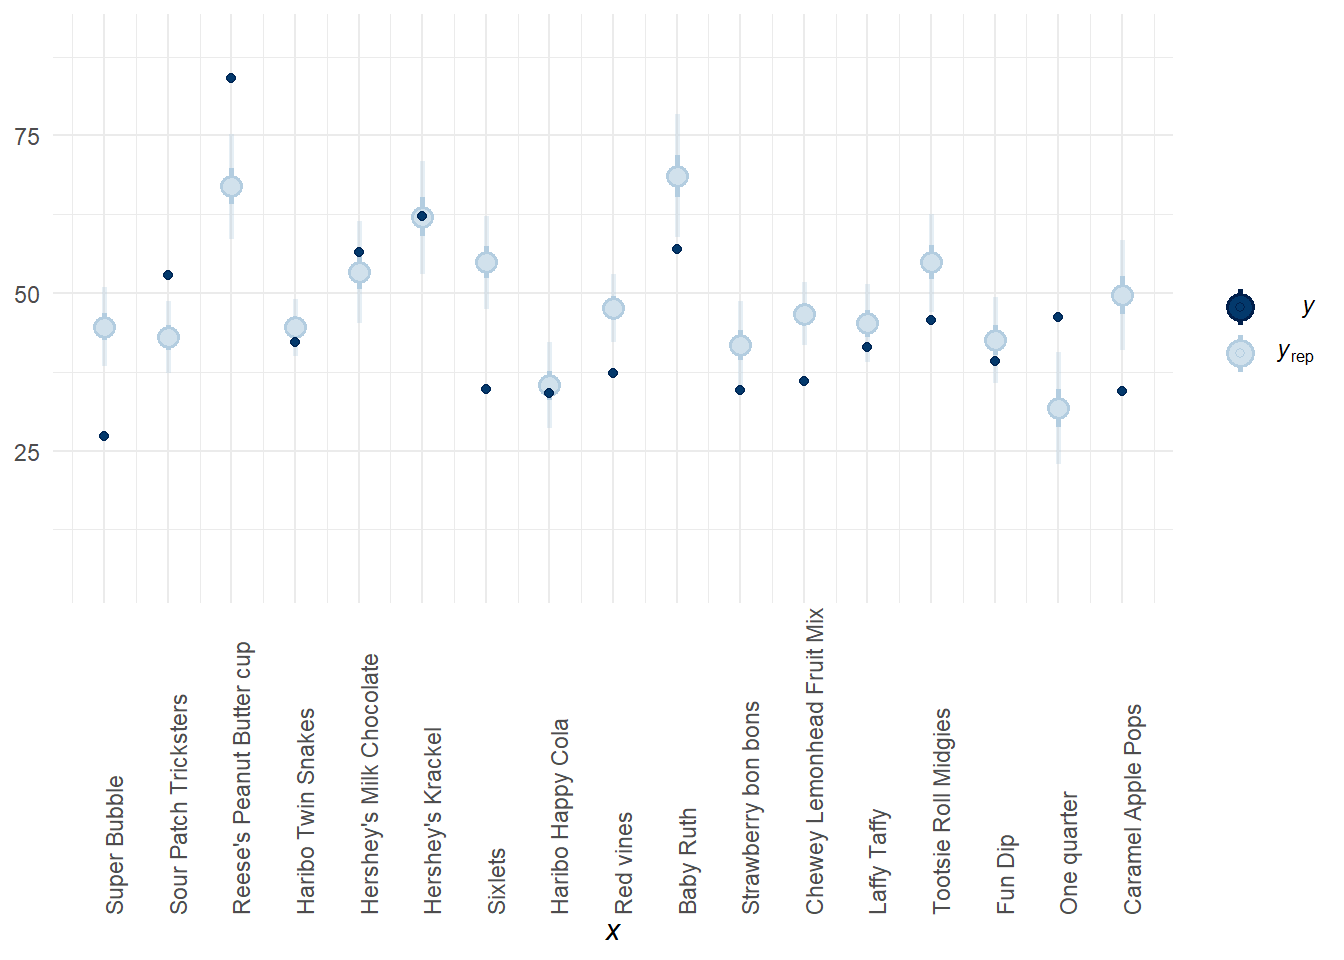 75
50
25
y
yrep
Super Bubble
Sour Patch Tricksters
Reese's Peanut Butter cup
Haribo Twin Snakes
Hershey's Milk Chocolate
Hershey's Krackel
Sixlets
Haribo Happy Cola
Red vines
Baby Ruth
Strawberry bon bons
Chewey Lemonhead Fruit Mix
Laffy Taffy
Tootsie Roll Midgies
Fun Dip
One quarter
Caramel Apple Pops
x